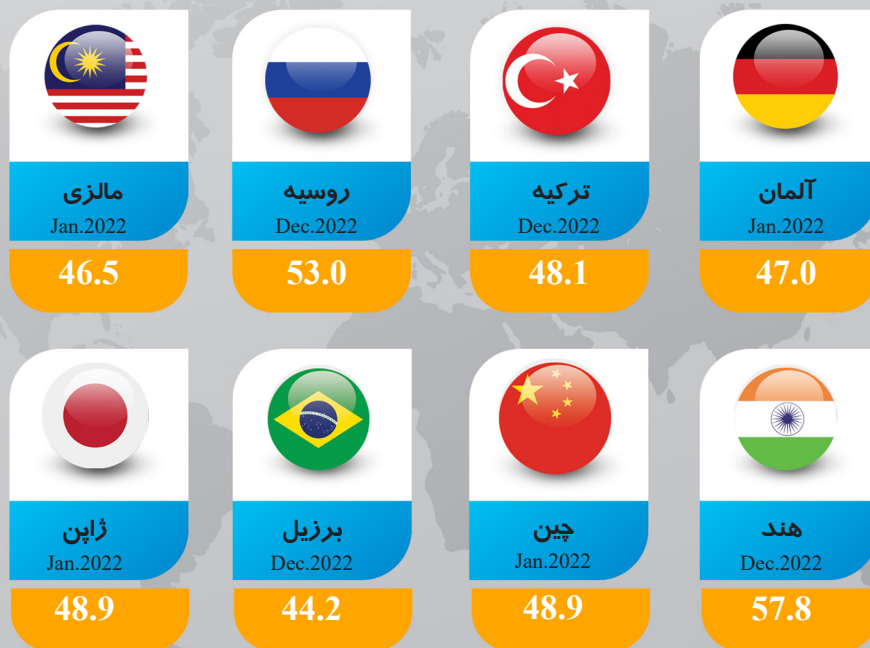 مالزی
Jan.2022
46.5
روسیه
Dec.2022
53.0
ترکیه
Dec.2022
48.1
آلمان
Jan.2022
47.0
ژاپن
Jan.2022
48.9
برزیل
Dec.2022
44.2
چین
Jan.2022
48.9
هند
Dec.2022
57.8